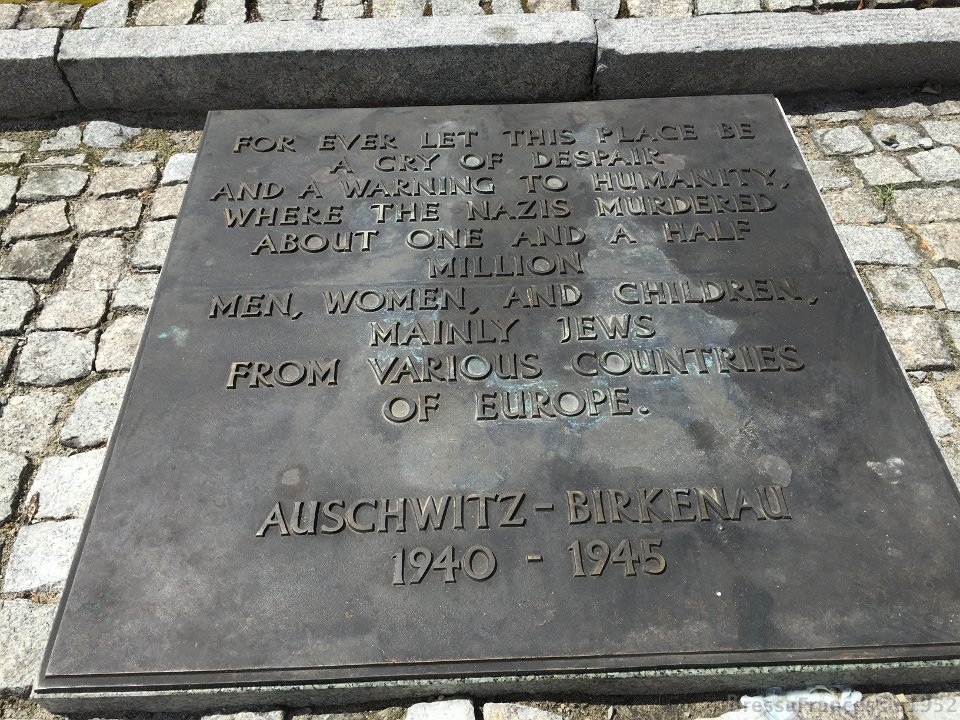 FOR EVER LET THIS PLACE BE
A CRY OF DESPAIR
AND A WARNING TO HUMANITY,
WHERE THE NAZIS MURDERED
ABOUT ONE AND A HALF
MILLION
MEN, WOMEN, AND CHILDREN,
MAINLY JEWS
FROM VARIOUS COUNTRIES
OF EUROPE.
AUSCHWITZ - BIRKENAU
1940 - 1945